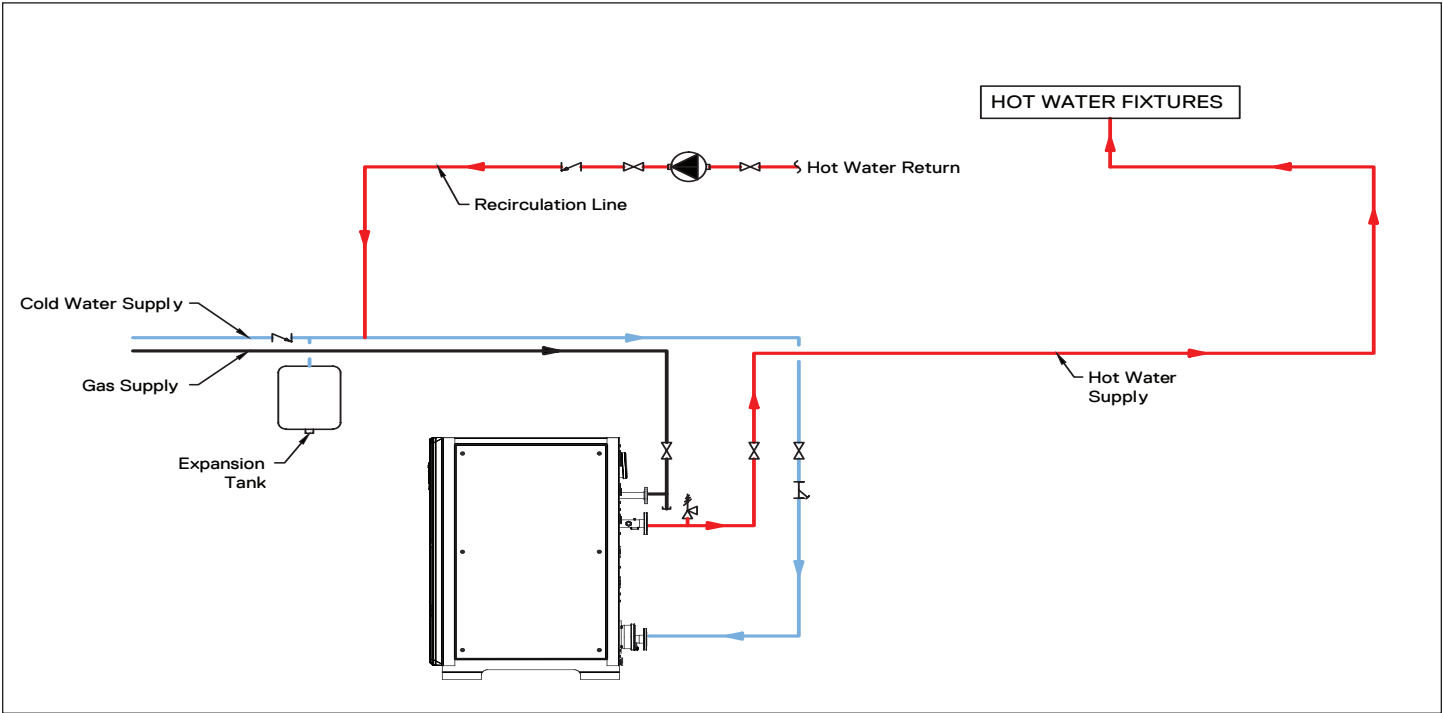 HOT WATER FIXTURES
Hot Water Return
Recirculation Line
Cold Water Supply
Gas Supply
Hot Water
Supply
Expansion
Tank